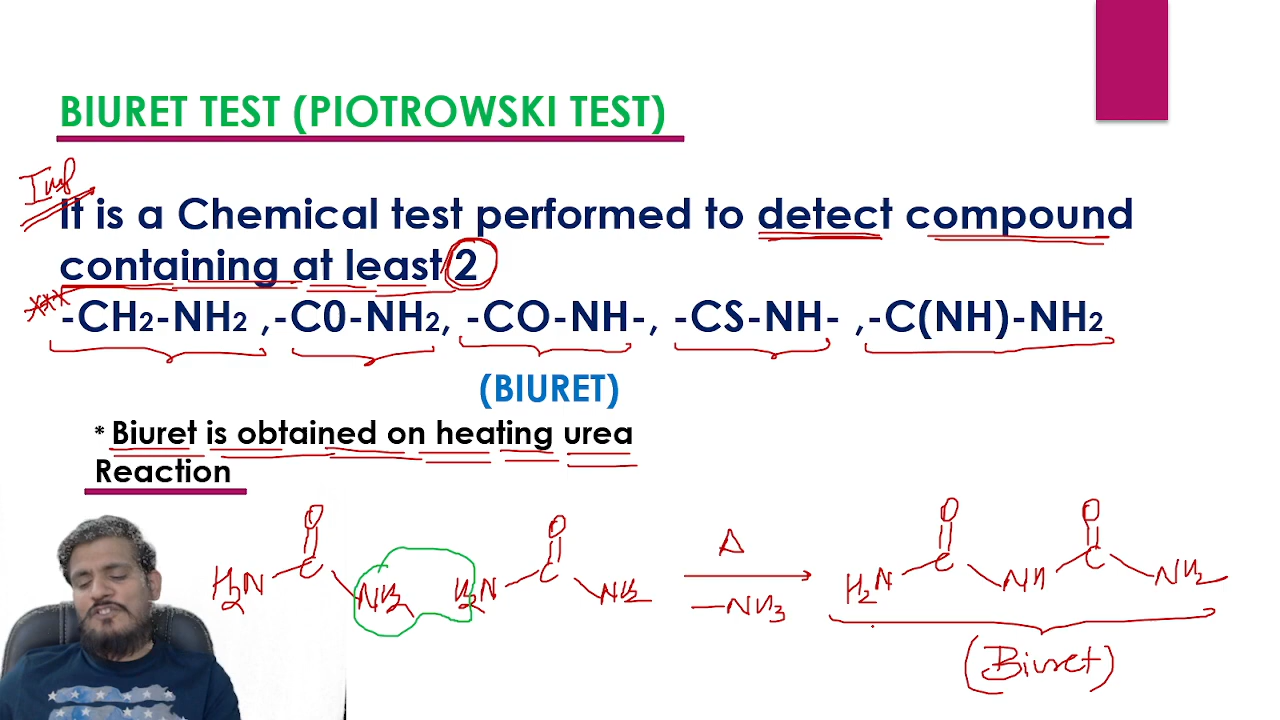 BIURET TEST (PIOTROWSKI TEST)
Imp
It is a Chemical test performed to detect compound
containing at least 2
*** -CH₂-NH₂ ,-C0-NH₂, -CO-NH-, -CS-NH- ,-C(NH)-NH₂
(BIURET)
* Biuret is obtained on heating urea
Reaction
O O Δ O O
H₂N C NH₂ H₂N C NH₂ -NH₃ H₂N C NH C NH₂
(Biuret)